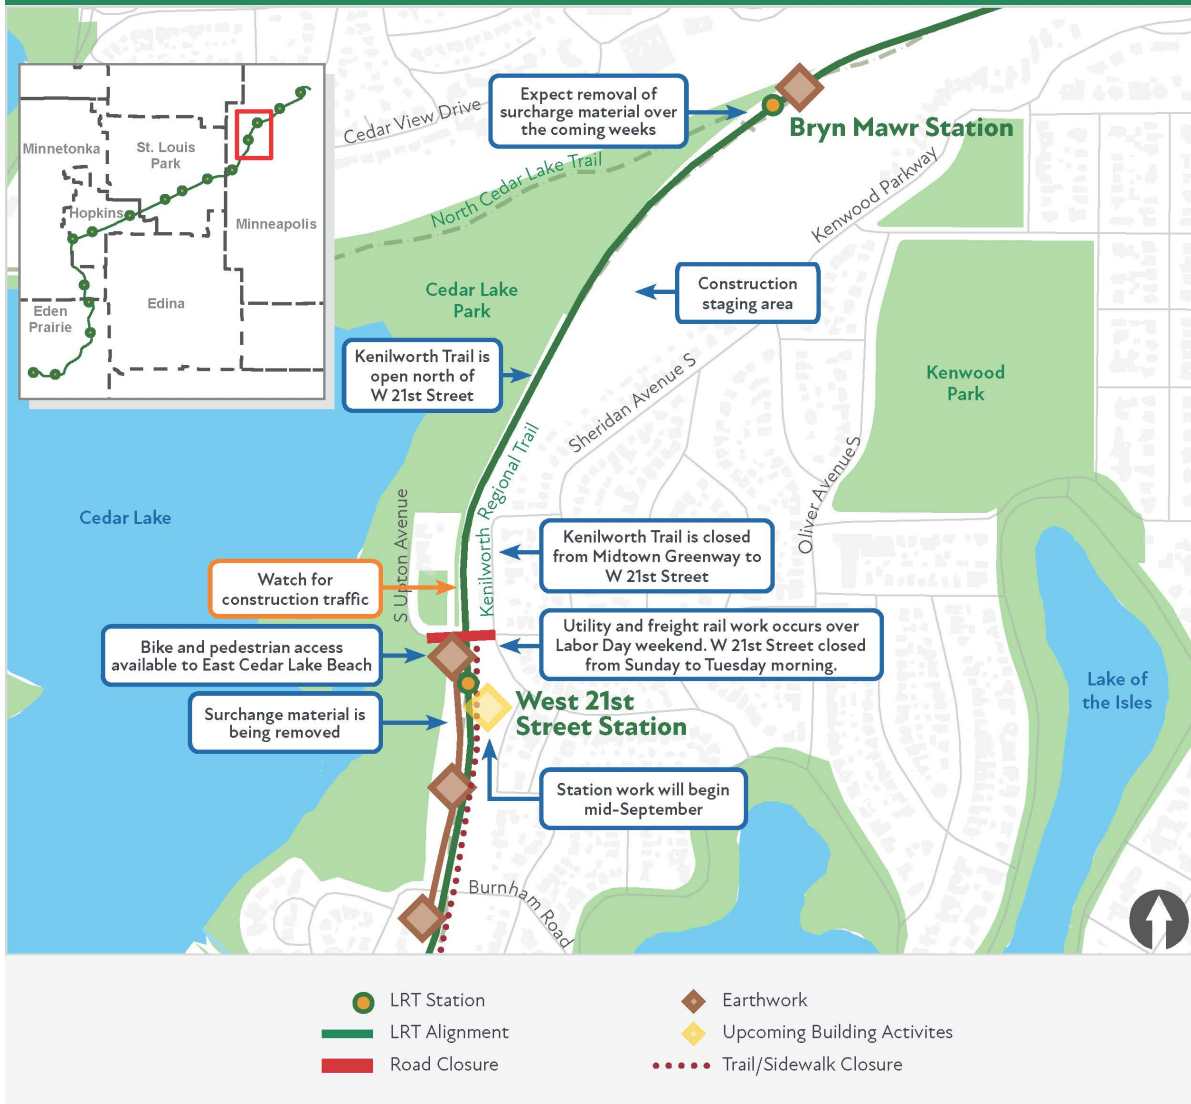 Expect removal of
surcharge material over
the coming weeks
Cedar View Drive
Bryn Mawr Station
North Cedar Lake Trail
Kenwood Parkway
Minnetonka
St. Louis
Park
Hopkins
Minneapolis
Eden
Prairie
Edina
Cedar Lake
Park
Construction
staging area
Kenilworth Trail is
open north of
W 21st Street
Sheridan Avenue S
Kenwood
Park
Kenilworth Regional Trail
Oliver Avenue S
Cedar Lake
S Upton Avenue
Kenilworth Trail is closed
from Midtown Greenway to
W 21st Street
Watch for
construction traffic
Utility and freight rail work occurs over
Labor Day weekend. W 21st Street closed
from Sunday to Tuesday morning.
Bike and pedestrian access
available to East Cedar Lake Beach
Lake of
the Isles
West 21st
Street Station
Surchange material is
being removed
Station work will begin
mid-September
Burnham Road
LRT Station
LRT Alignment
Road Closure
Earthwork
Upcoming Building Activites
Trail/Sidewalk Closure